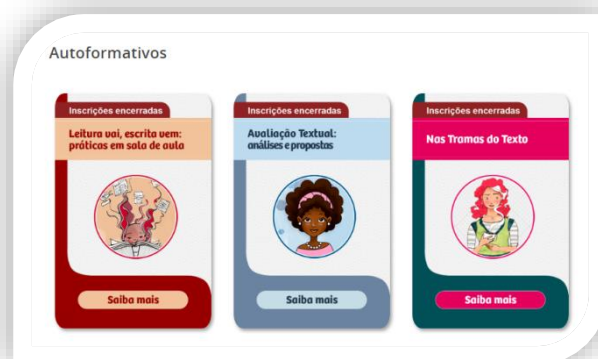 Autoformativos
Inscrições encerradas
Leitura vai, escrita vem:
práticas em sala de aula
Saiba mais
Inscrições encerradas
Avaliação Textual:
análises e propostas
Saiba mais
Inscrições encerradas
Nas Tramas do Texto
Saiba mais